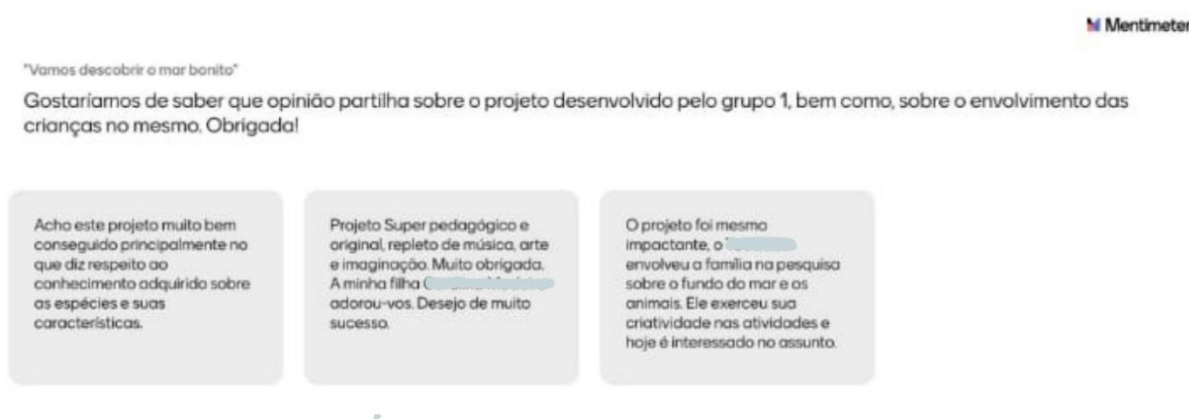 Mentimeter
"Vamos descobrir o mar bonito"
Gostaríamos de saber que opinião partilha sobre o projeto desenvolvido pelo grupo 1, bem como, sobre o envolvimento das
crianças no mesmo. Obrigada!
Acho este projeto muito bem
conseguido principalmente no
que diz respeito ao
conhecimento adquirido sobre
as espécies e suas
características.
Projeto Super pedagógico e
original, repleto de música, arte
e imaginação. Muito obrigada.
A minha filha
adorou-vos. Desejo de muito
sucesso.
O projeto foi mesmo
impactante, o
envolveu a família na pesquisa
sobre o fundo do mar e os
animais. Ele exerceu sua
criatividade nas atividades e
hoje é interessado no assunto.